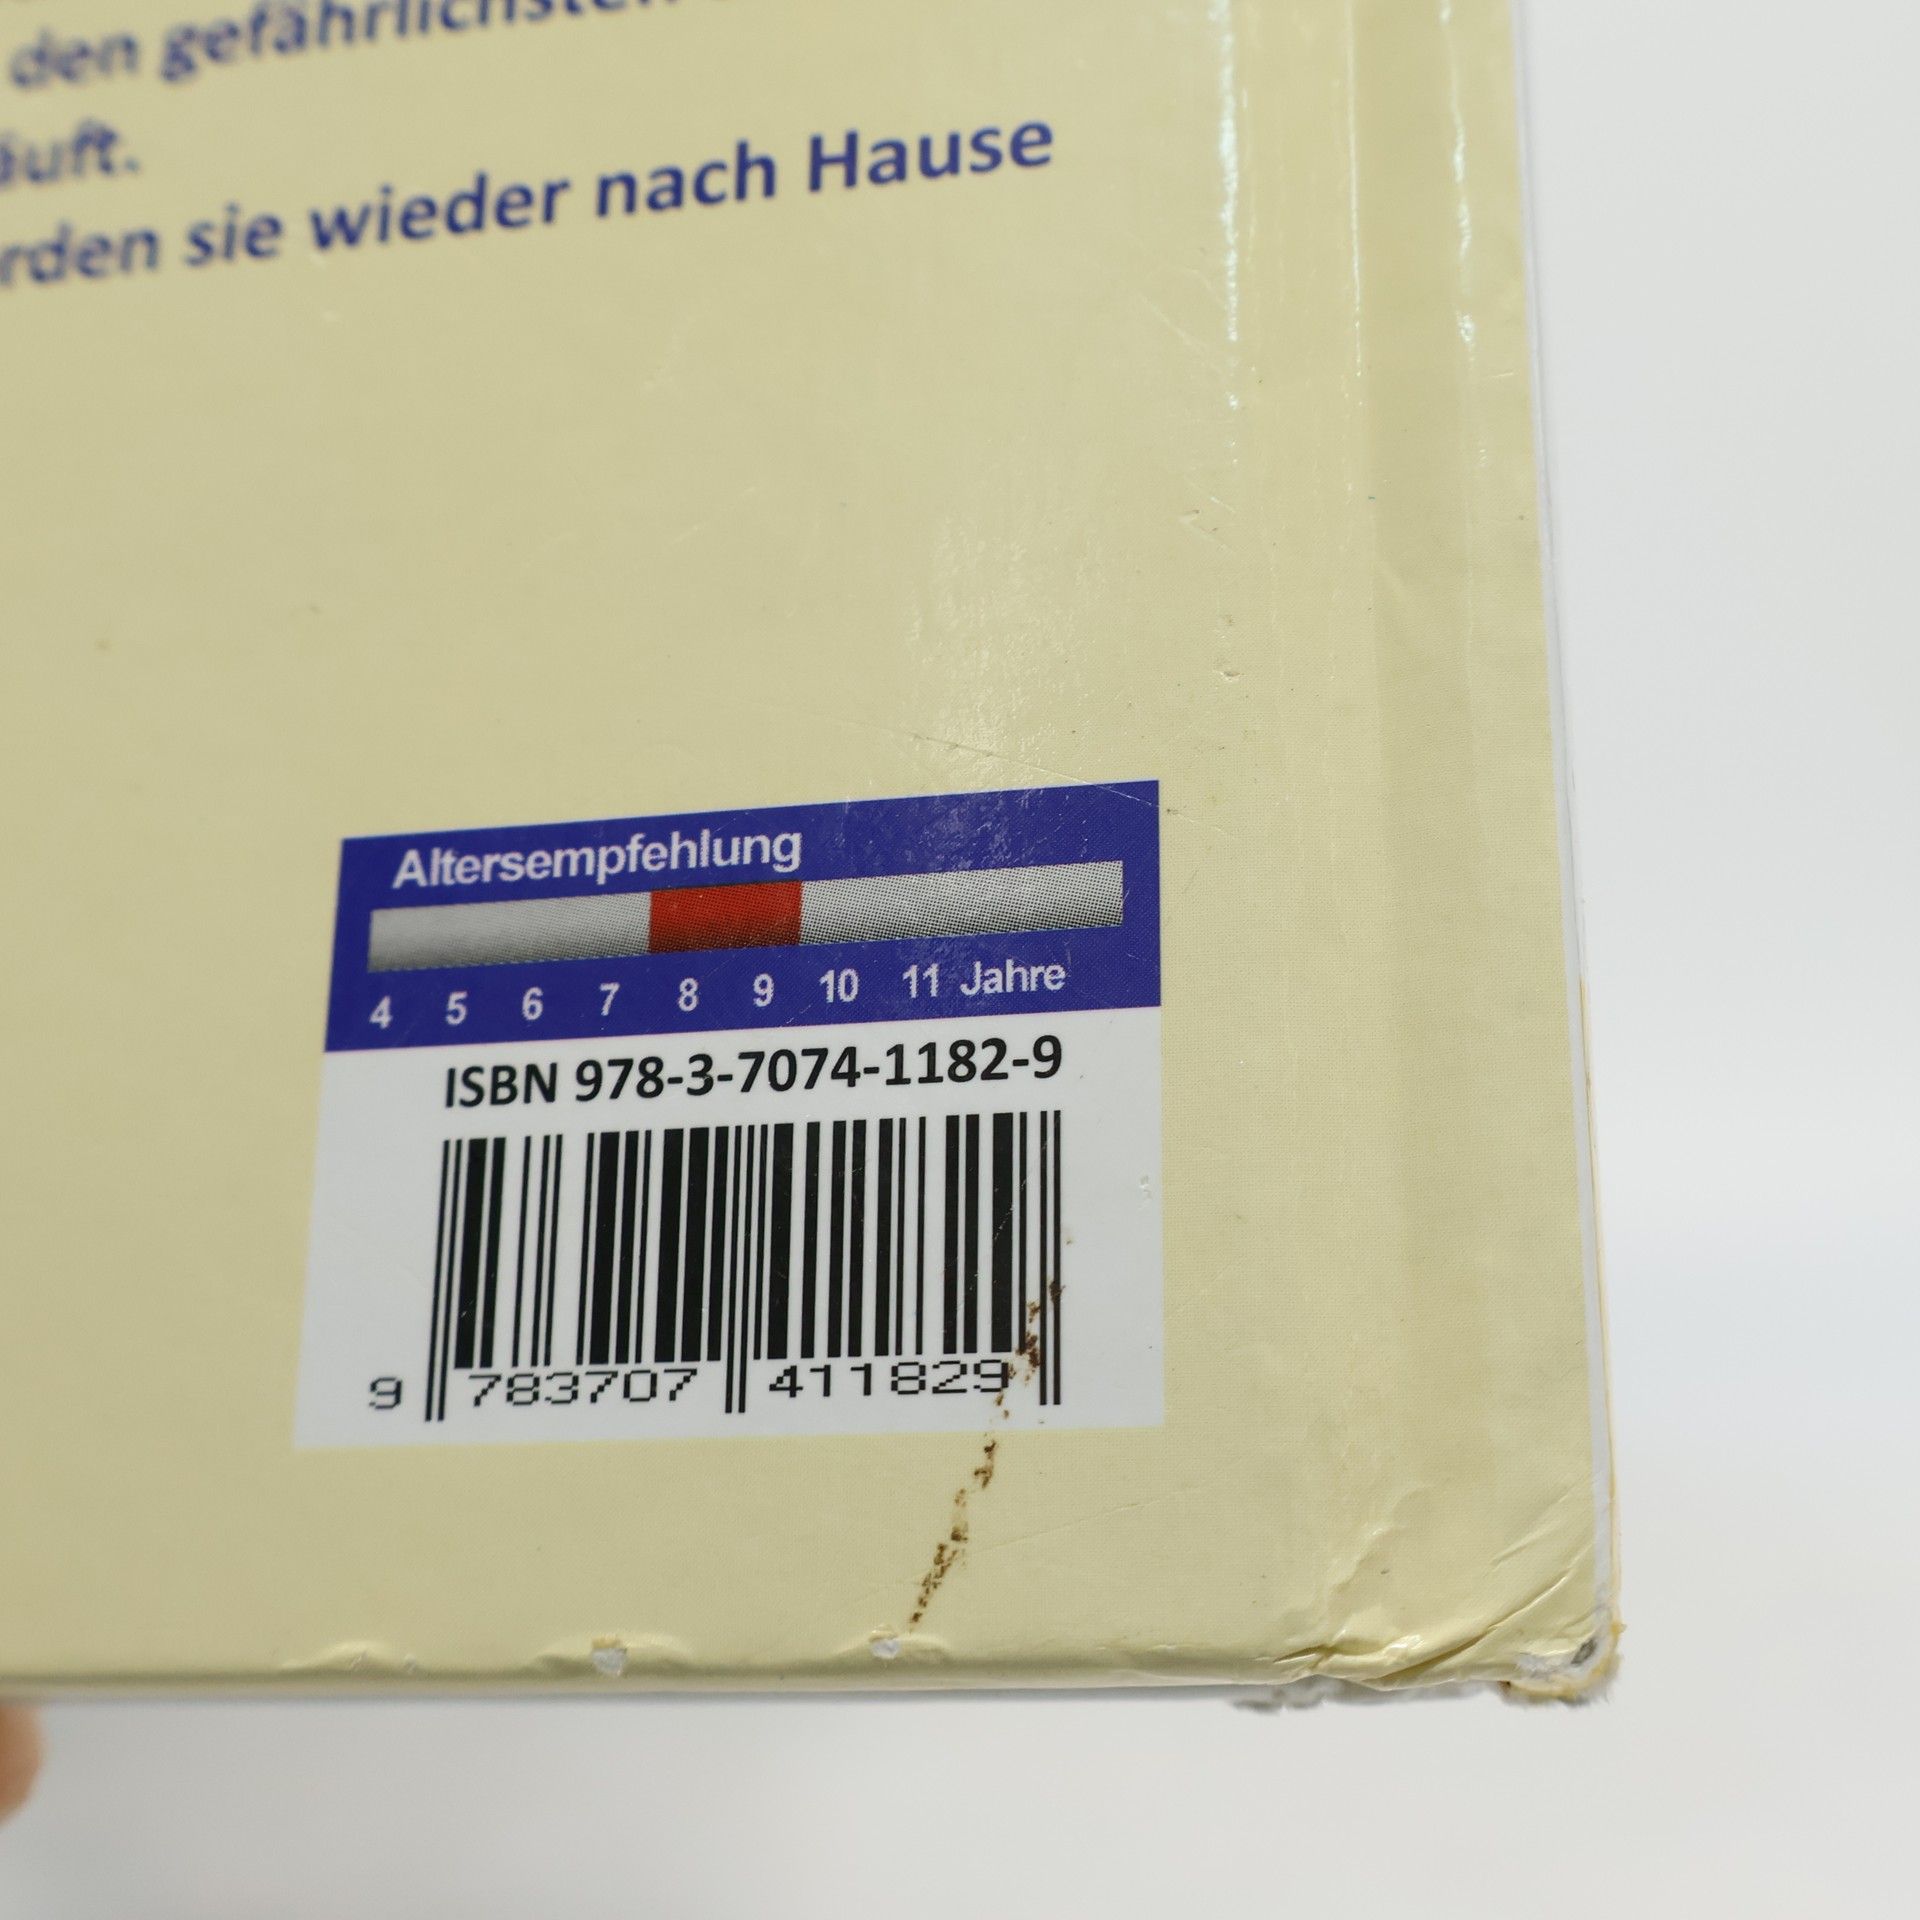 den gefährlichsten
äuft.
rden sie wieder nach Hause
Altersempfehlung
4 5 6 7 8 9 10 11 Jahre
ISBN 978-3-7074-1182-9
9 783707 411829